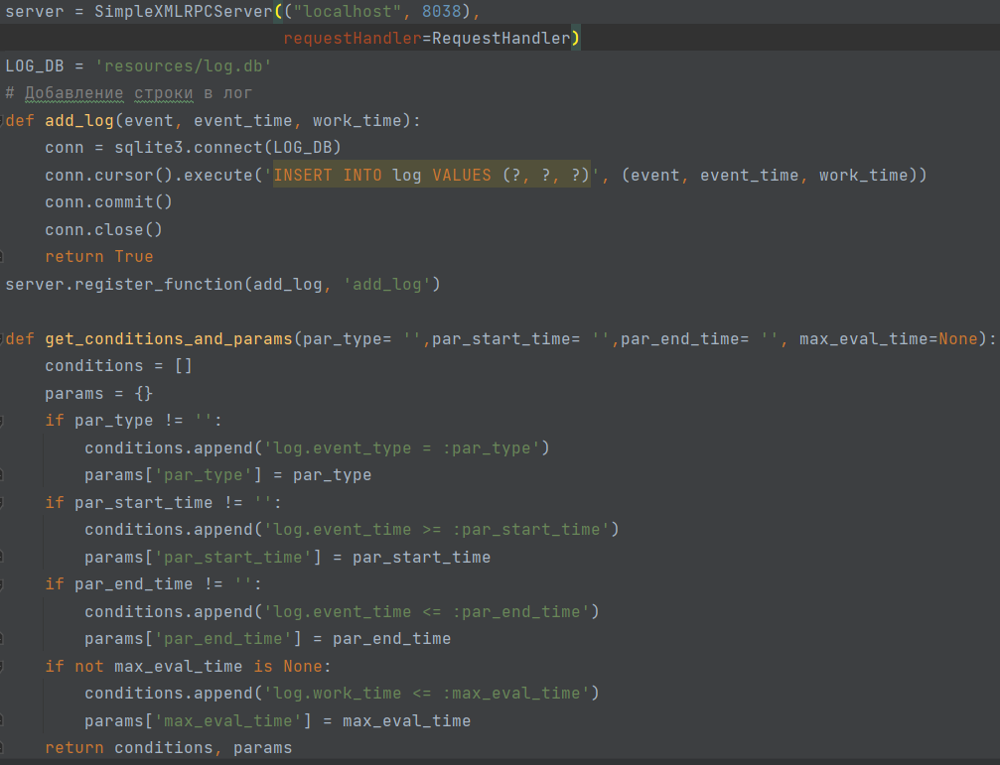 server = SimpleXMLRPCServer(("localhost", 8038),
                            requestHandler=RequestHandler)
LOG_DB = 'resources/log.db'
# Добавление строки в лог
def add_log(event, event_time, work_time):
    conn = sqlite3.connect(LOG_DB)
    conn.cursor().execute('INSERT INTO log VALUES (?, ?, ?)', (event, event_time, work_time))
    conn.commit()
    conn.close()
    return True
server.register_function(add_log, 'add_log')

def get_conditions_and_params(par_type= '',par_start_time= '',par_end_time= '', max_eval_time=None):
    conditions = []
    params = {}
    if par_type != '':
        conditions.append('log.event_type = :par_type')
        params['par_type'] = par_type
    if par_start_time != '':
        conditions.append('log.event_time >= :par_start_time')
        params['par_start_time'] = par_start_time
    if par_end_time != '':
        conditions.append('log.event_time <= :par_end_time')
        params['par_end_time'] = par_end_time
    if not max_eval_time is None:
        conditions.append('log.work_time <= :max_eval_time')
        params['max_eval_time'] = max_eval_time
    return conditions, params